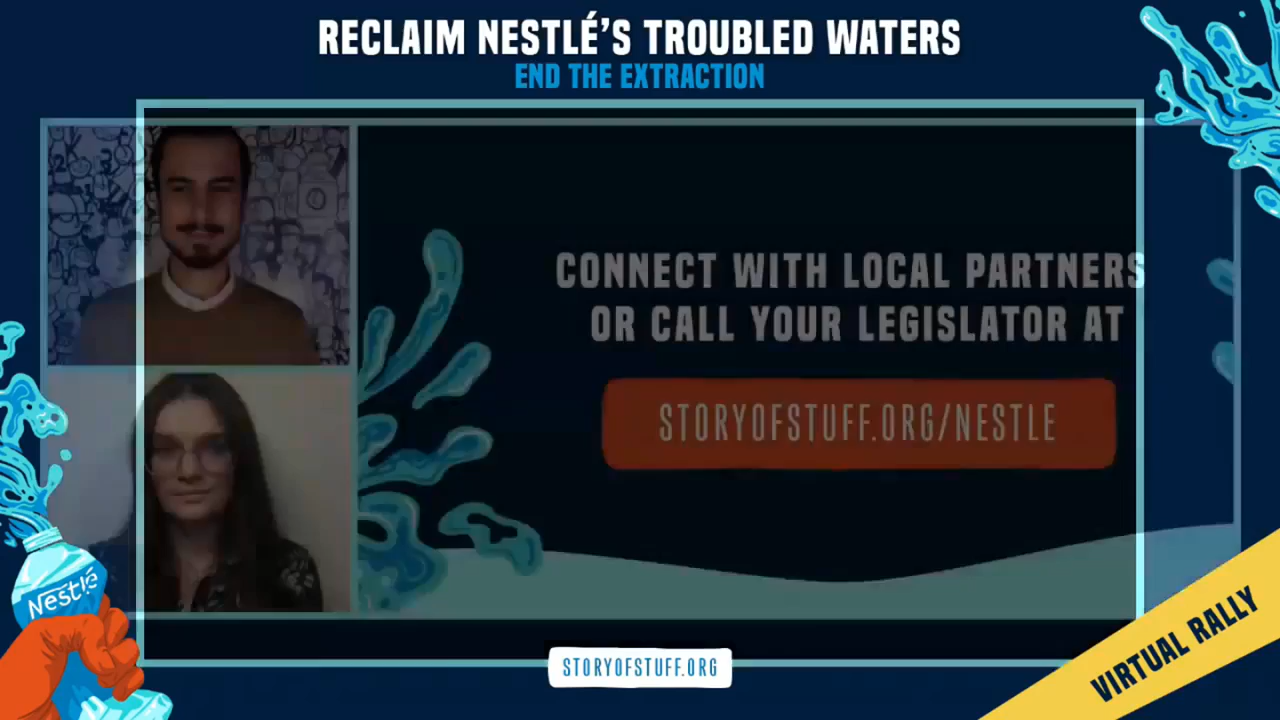 RECLAIM NESTLÉ'S TROUBLED WATERS
END THE EXTRACTION
CONNECT WITH LOCAL PARTNERS
OR CALL YOUR LEGISLATOR AT
STORYOFSTUFF.ORG/NESTLE
Nestlé
STORYOFSTUFF.ORG
VIRTUAL RALLY